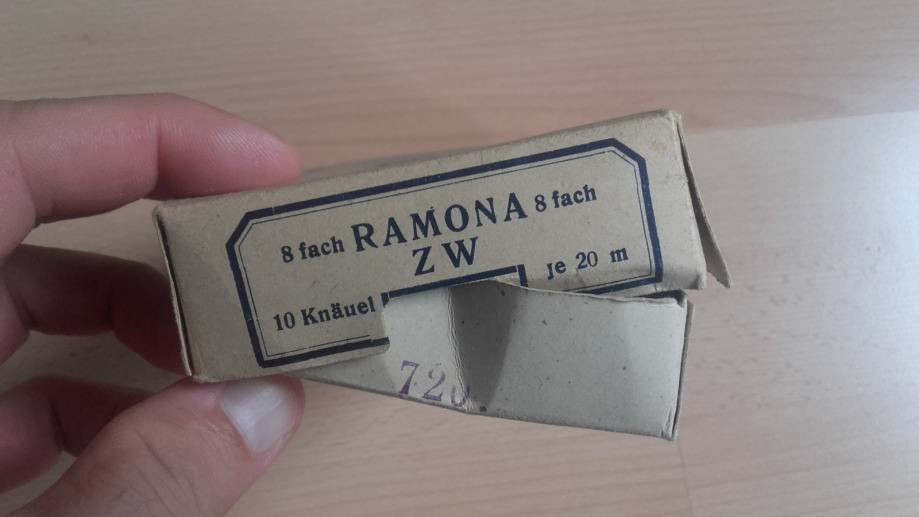 8 fach RAMONA 8 fach
ZW
10 Knäuel je 20 m